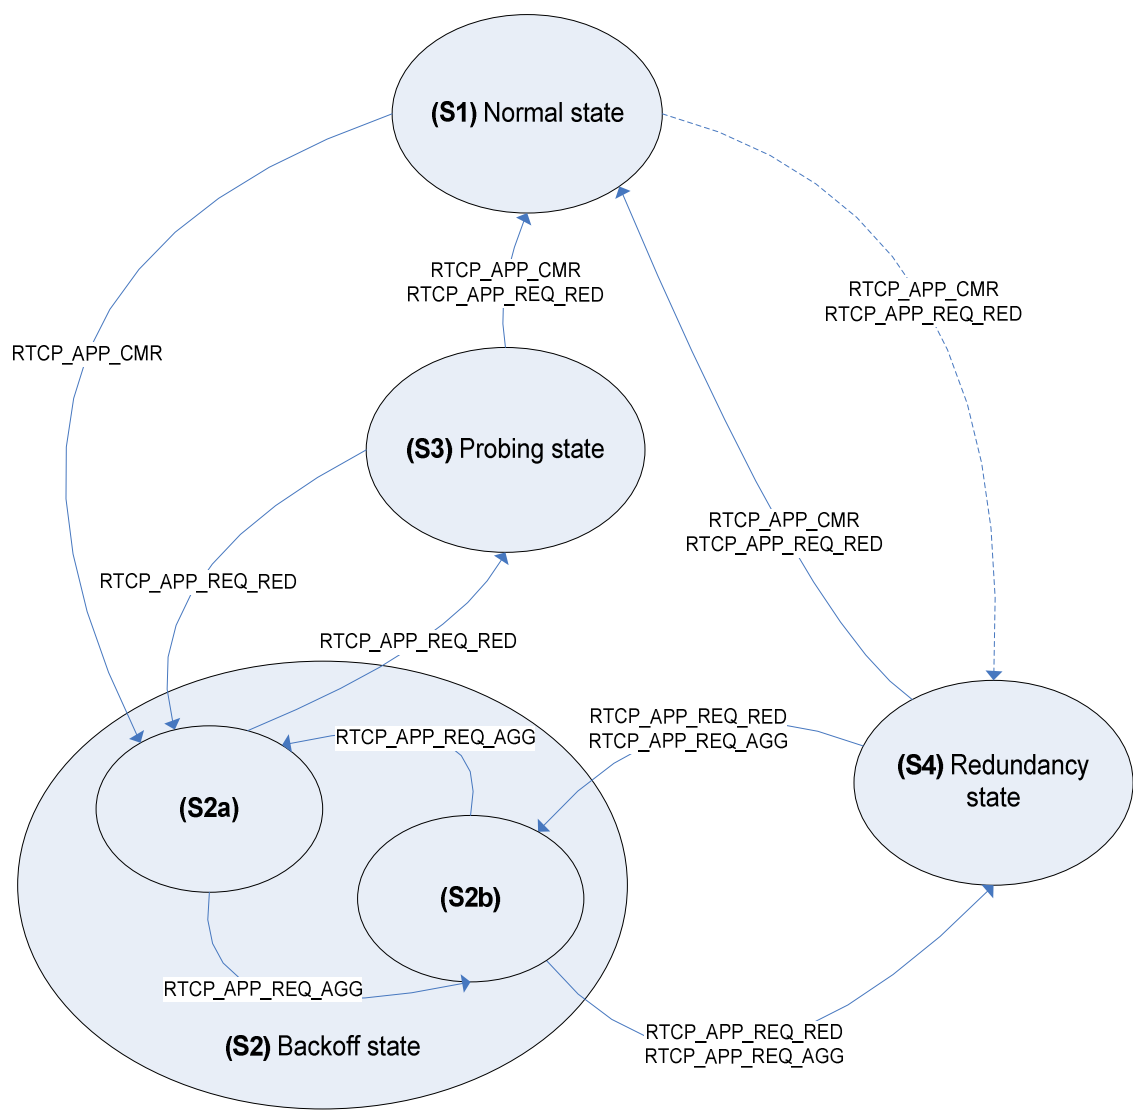 (S1) Normal state
RTCP_APP_CMR
RTCP_APP_REQ_RED
RTCP_APP_CMR
RTCP_APP_REQ_RED
RTCP_APP_CMR
(S3) Probing state
RTCP_APP_CMR
RTCP_APP_REQ_RED
RTCP_APP_REQ_RED
RTCP_APP_REQ_RED
RTCP_APP_REQ_RED
RTCP_APP_REQ_AGG
RTCP_APP_REQ_AGG
(S4) Redundancy
state
(S2a)
(S2b)
RTCP_APP_REQ_AGG
RTCP_APP_REQ_RED
RTCP_APP_REQ_AGG
(S2) Backoff state